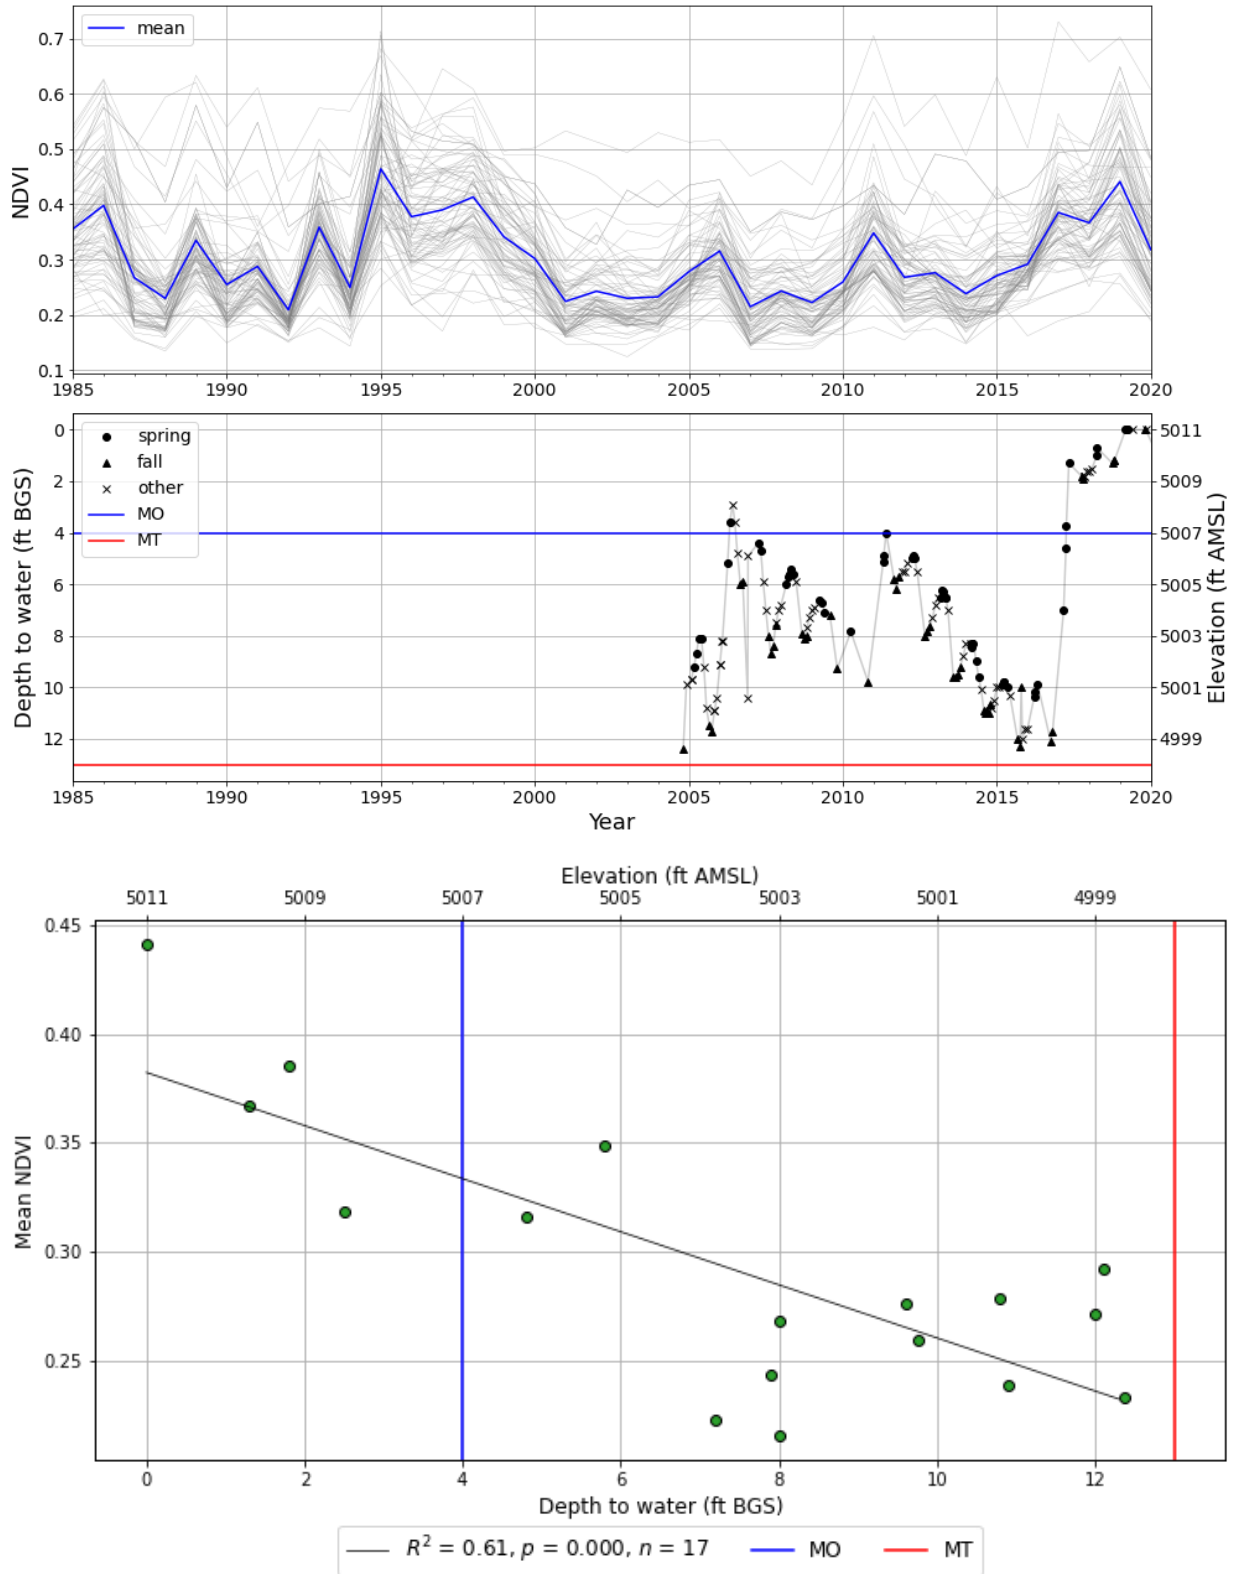 mean
0.7
0.6
0.5
0.4
0.3
0.2
0.1
NDVI
1985 1990 1995 2000 2005 2010 2015 2020
spring
fall
other
MO
MT
0
2
4
6
8
10
12
Depth to water (ft BGS)
5011
5009
5007
5005
5003
5001
4999
Elevation (ft AMSL)
1985 1990 1995 2000 2005 2010 2015 2020
Year
Elevation (ft AMSL)
5011 5009 5007 5005 5003 5001 4999
0.45
0.40
0.35
0.30
0.25
Mean NDVI
0 2 4 6 8 10 12
Depth to water (ft BGS)
R² = 0.61, p = 0.000, n = 17 MO MT